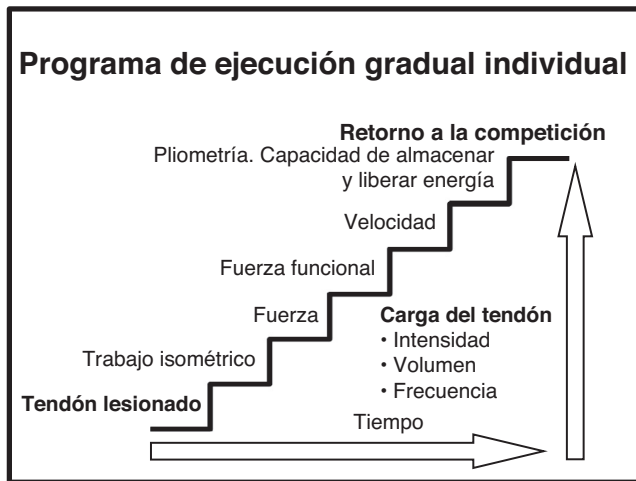 Programa de ejecución gradual individual
Retorno a la competición
Pliometría. Capacidad de almacenar
y liberar energía
Velocidad
Fuerza funcional
Fuerza
Carga del tendón
• Intensidad
• Volumen
• Frecuencia
Trabajo isométrico
Tendón lesionado
Tiempo